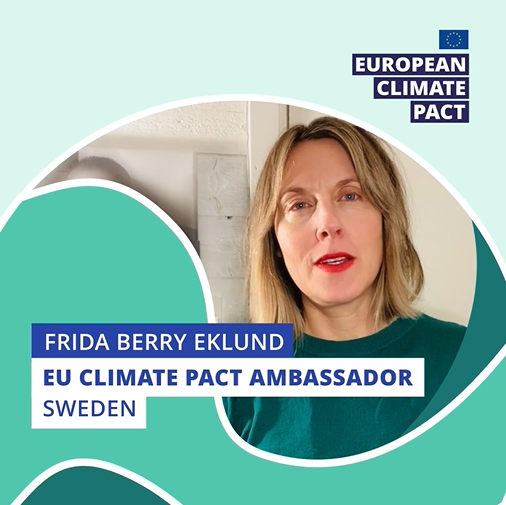 EUROPEAN
CLIMATE
PACT
FRIDA BERRY EKLUND
EU CLIMATE PACT AMBASSADOR
SWEDEN